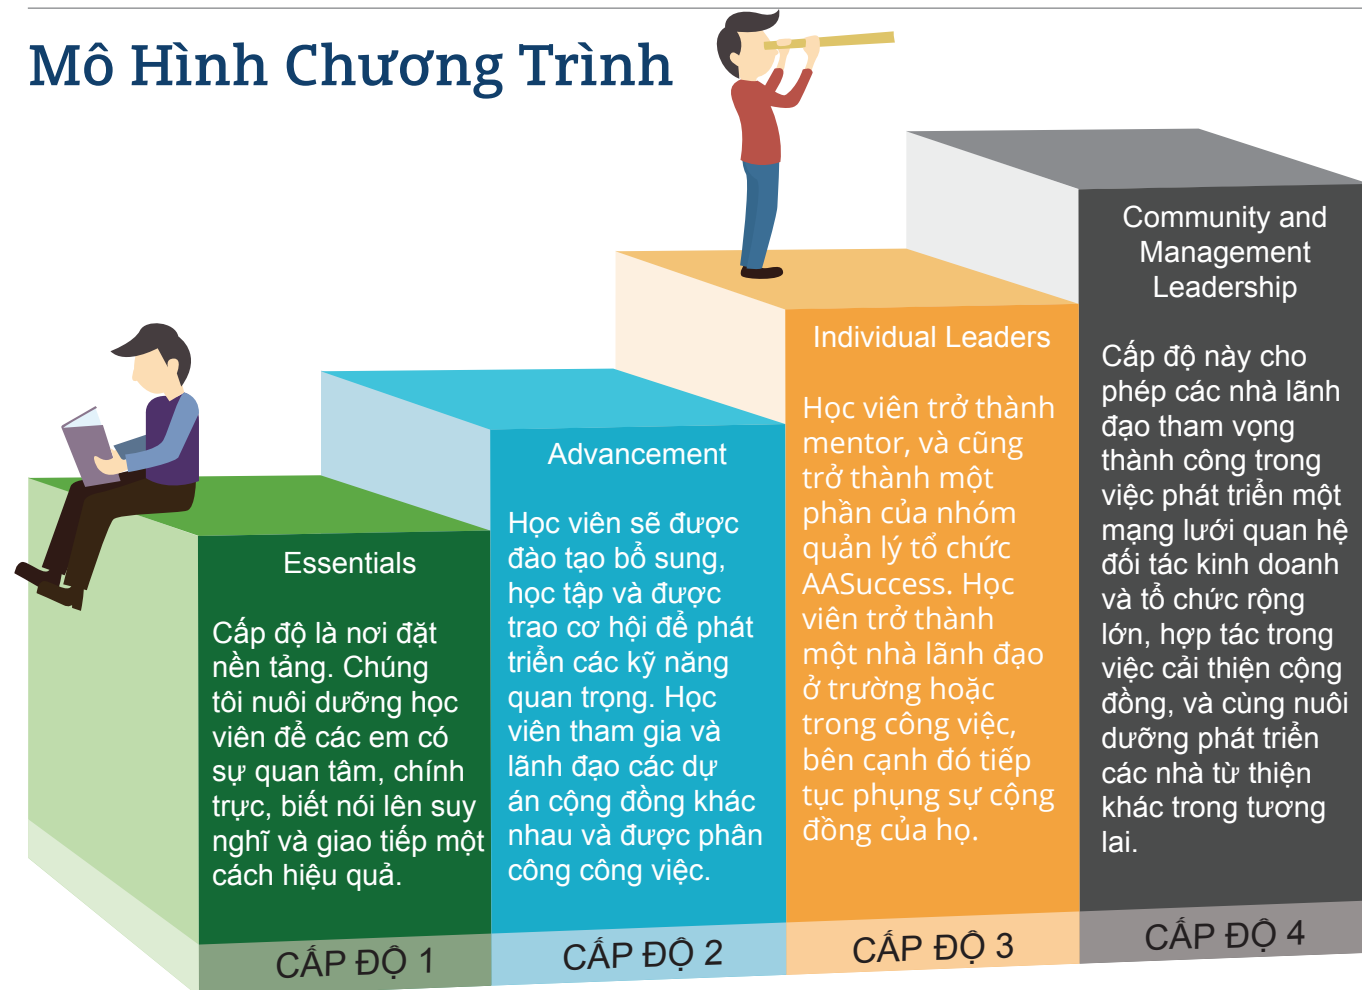 Mô Hình Chương Trình
Essentials
Cấp độ là nơi đặt
nền tảng. Chúng
tôi nuôi dưỡng học
viên để các em có
sự quan tâm, chính
trực, biết nói lên suy
nghĩ và giao tiếp một
cách hiệu quả.
CẤP ĐỘ 1
Advancement
Học viên sẽ được
đào tạo bổ sung,
học tập và được
trao cơ hội để phát
triển các kỹ năng
quan trọng. Học
viên tham gia và
lãnh đạo các dự
án cộng đồng khác
nhau và được phân
công công việc.
CẤP ĐỘ 2
Individual Leaders
Học viên trở thành
mentor, và cũng
trở thành một
phần của nhóm
quản lý tổ chức
AASuccess. Học
viên trở thành
một nhà lãnh đạo
ở trường hoặc
trong công việc,
bên cạnh đó tiếp
tục phụng sự cộng
đồng của họ.
CẤP ĐỘ 3
Community and
Management
Leadership
Cấp độ này cho
phép các nhà lãnh
đạo tham vọng
thành công trong
việc phát triển một
mạng lưới quan hệ
đối tác kinh doanh
và tổ chức rộng
lớn, hợp tác trong
việc cải thiện cộng
đồng, và cùng nuôi
dưỡng phát triển
các nhà từ thiện
khác trong tương
lai.
CẤP ĐỘ 4